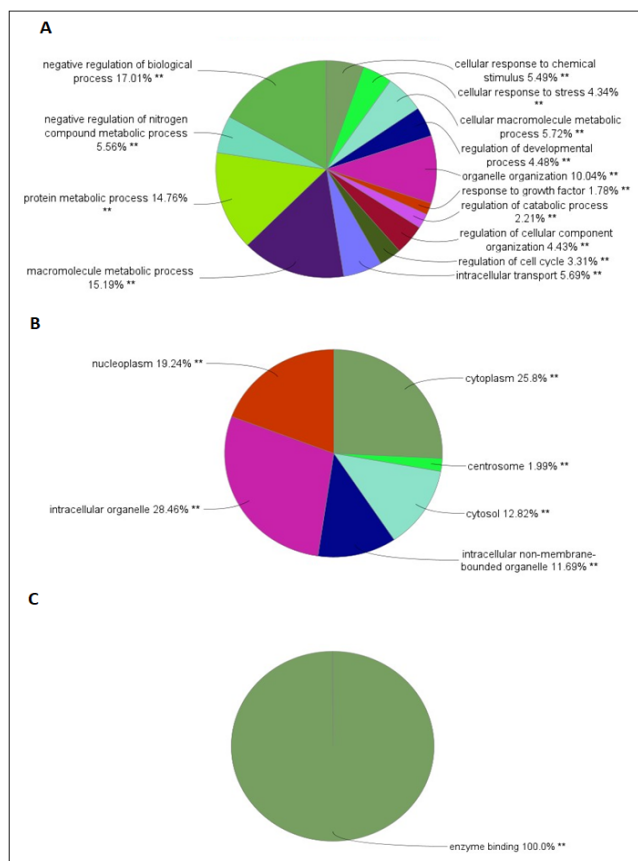 A
negative regulation of biological
process 17.01% **
negative regulation of nitrogen
compound metabolic process
5.56% **
protein metabolic process 14.76%
**
macromolecule metabolic process
15.19% **
cellular response to chemical
stimulus 5.49% **
cellular response to stress 4.34%
**
cellular macromolecule metabolic
process 5.72% **
regulation of developmental
process 4.48% **
organelle organization 10.04% **
response to growth factor 1.78% **
regulation of catabolic process
2.21% **
regulation of cellular component
organization 4.43% **
regulation of cell cycle 3.31% **
intracellular transport 5.69% **
B
nucleoplasm 19.24% **
intracellular organelle 28.46% **
cytoplasm 25.8% **
centrosome 1.99% **
cytosol 12.82% **
intracellular non-membrane-
bounded organelle 11.69% **
C
enzyme binding 100.0% **